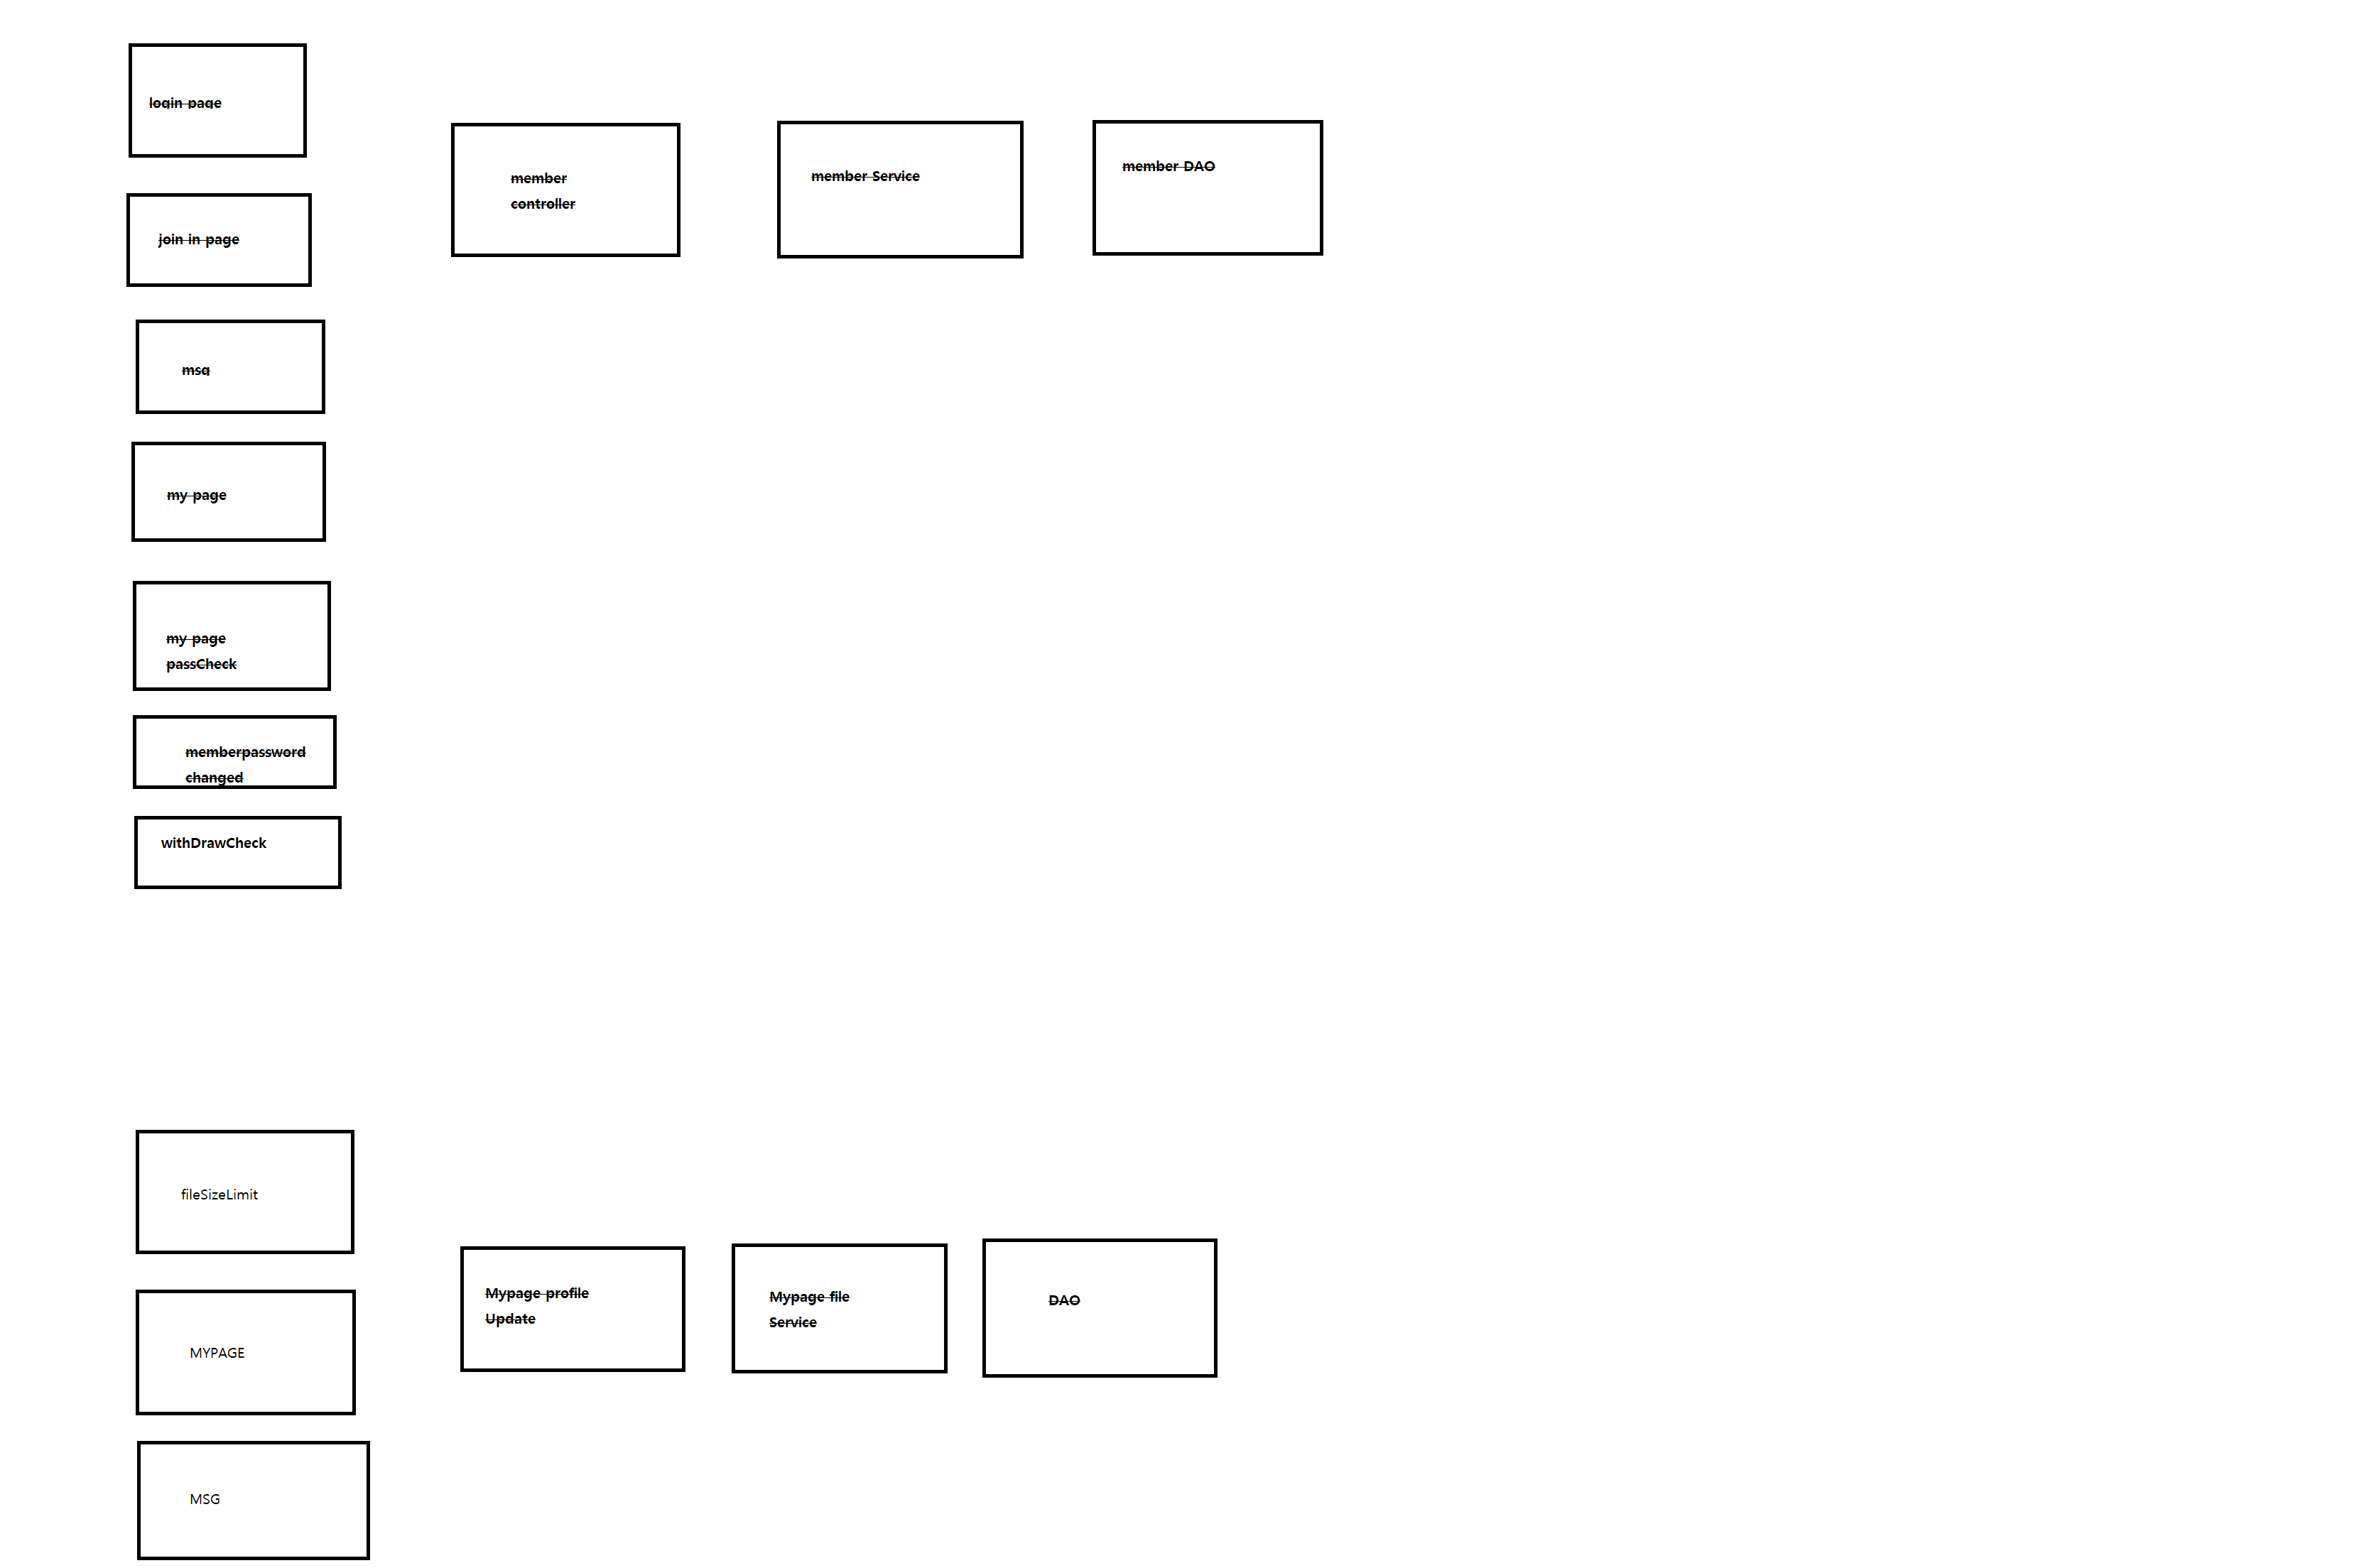 login page
member
controller
member Service
member DAO
join in page
msg
my page
my page
passCheck
memberpassword
changed
withDrawCheck
fileSizeLimit
Mypage profile
Update
Mypage file
Service
DAO
MYPAGE
MSG